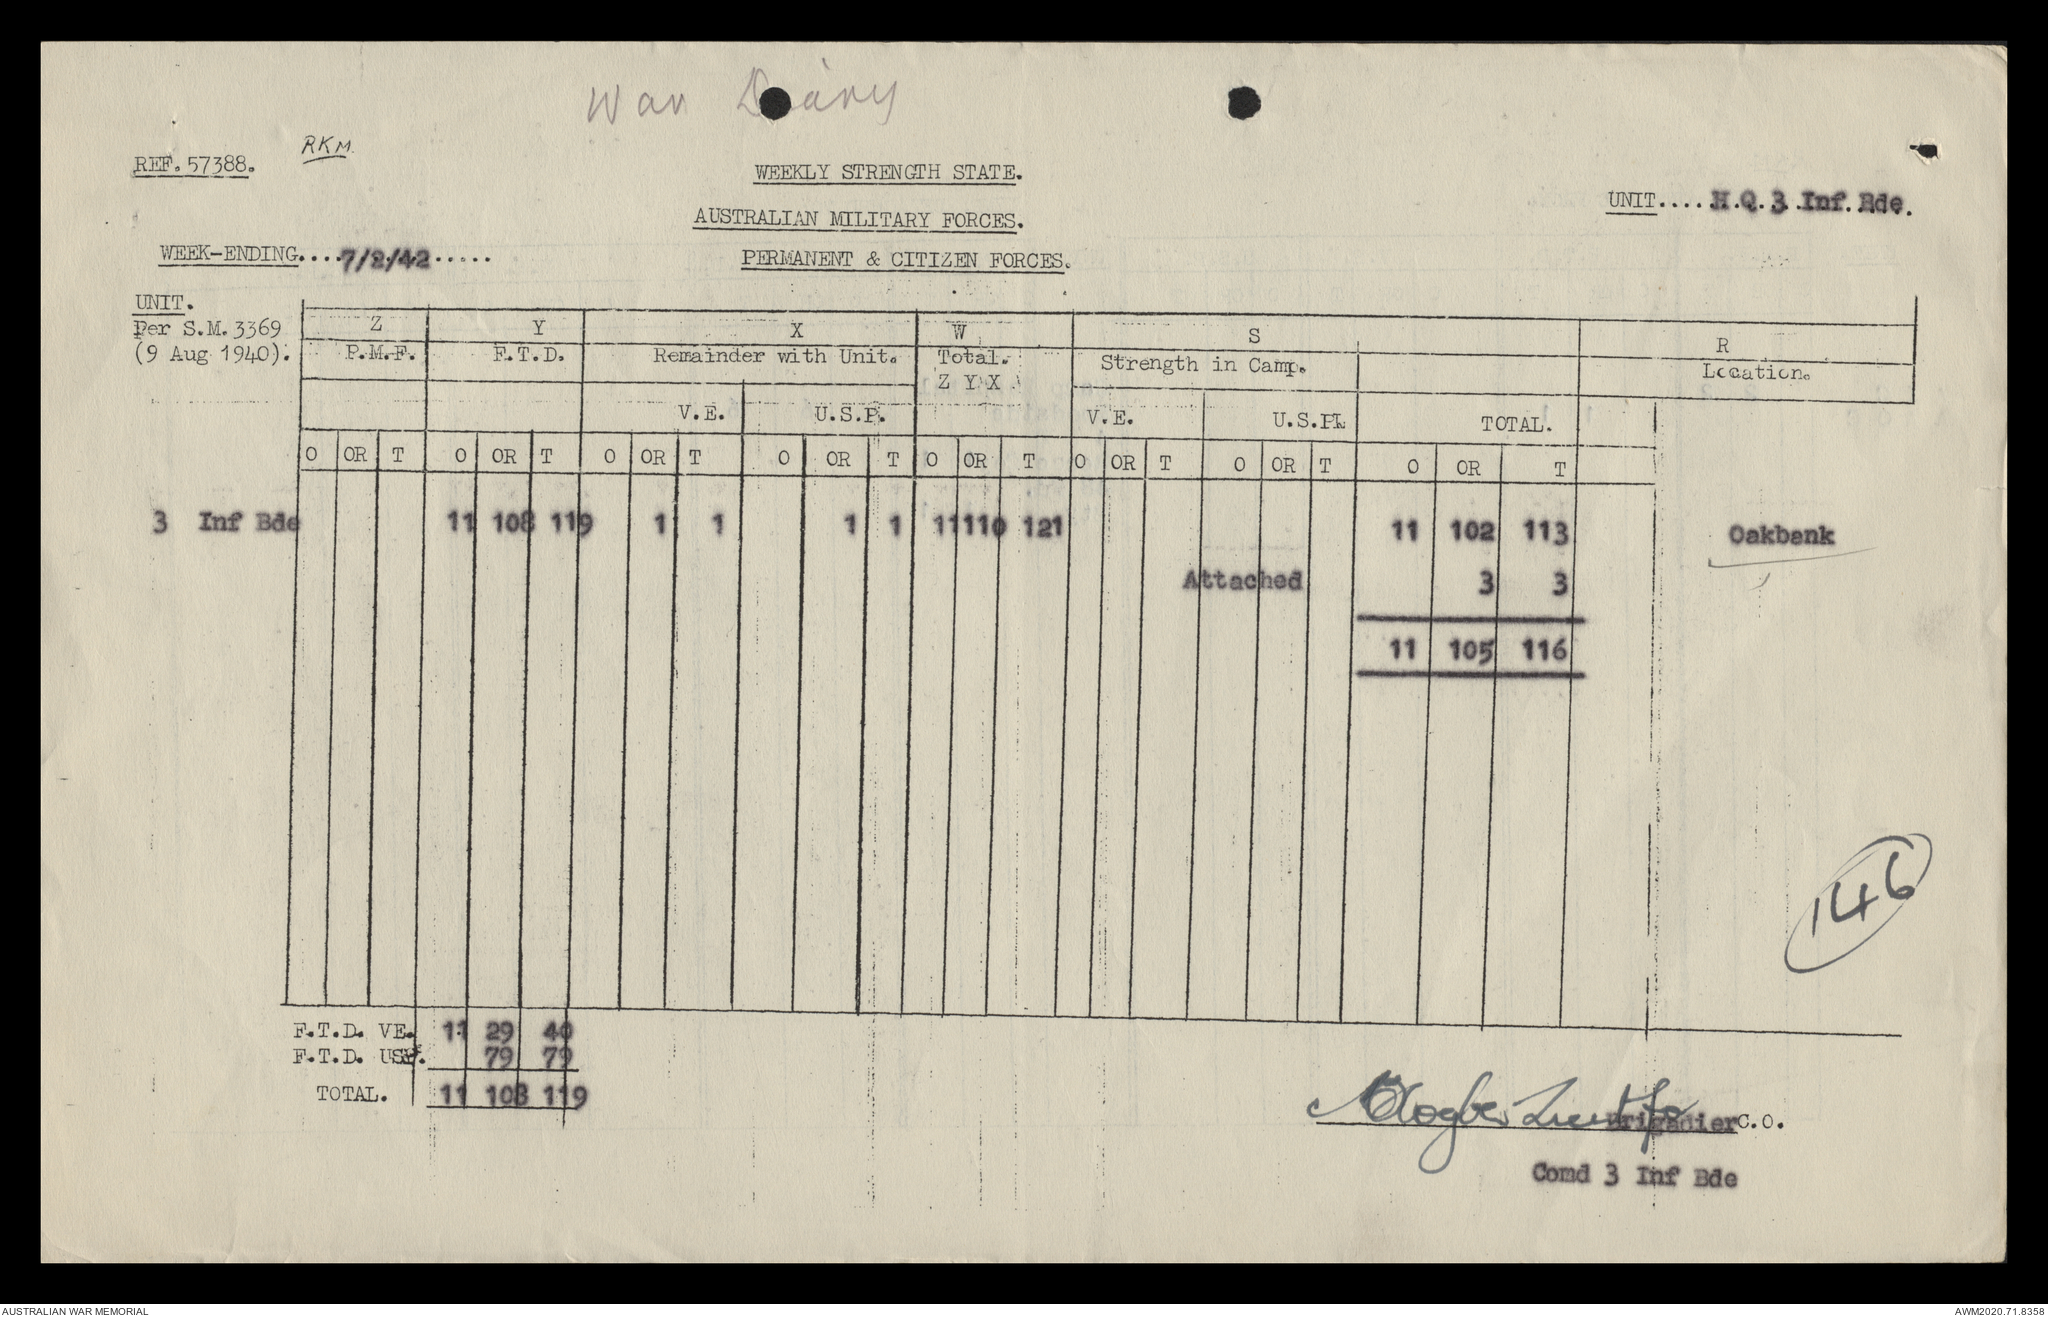 War Diary
RKM.
REF. 57388.
WEEKLY STRENGTH STATE.
UNIT.... H.Q. 3 Inf. Bde.
AUSTRALIAN MILITARY FORCES.
WEEK-ENDING....7/2/42.....
PERMANENT & CITIZEN FORCES.
UNIT.
Per S.M. 3369
(9 Aug 1940).
Z Y X W S R
P.M.F. F.T.D. Remainder with Unit. Total. Strength in Camp. Location.
Z Y X
V.E. U.S.P. V.E. U.S.P. TOTAL.
O OR T O OR T O OR T O OR T O OR T O OR T O OR T O OR T
3 Inf Bde 11 108 119 1 1 1 1 11 110 121 11 102 113 Oakbank
Attached 3 3
11 105 116
146
F.T.D. VE. 11 29 40
F.T.D. USP. 79 79
TOTAL. 11 108 119
Lieut fo
Brigadier C.O.
Comd 3 Inf Bde
AUSTRALIAN WAR MEMORIAL
AWM2020.71.8358